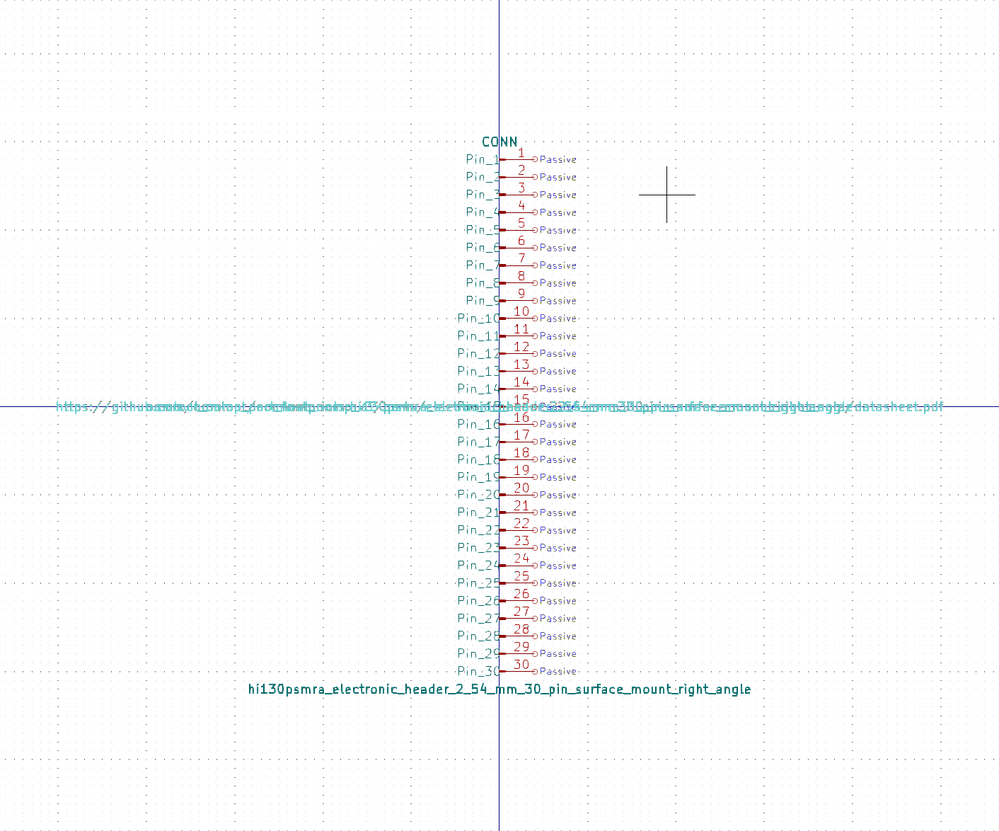 CONN
Pin_1 1 Passive
Pin_2 2 Passive
Pin_3 3 Passive
Pin_4 4 Passive
Pin_5 5 Passive
Pin_6 6 Passive
Pin_7 7 Passive
Pin_8 8 Passive
Pin_9 9 Passive
Pin_10 10 Passive
Pin_11 11 Passive
Pin_12 12 Passive
Pin_13 13 Passive
Pin_14 14 Passive
15
Pin_16 16 Passive
Pin_17 17 Passive
Pin_18 18 Passive
Pin_19 19 Passive
Pin_20 20 Passive
Pin_21 21 Passive
Pin_22 22 Passive
Pin_23 23 Passive
Pin_24 24 Passive
Pin_25 25 Passive
Pin_26 26 Passive
Pin_27 27 Passive
Pin_28 28 Passive
Pin_29 29 Passive
Pin_30 30 Passive
hi130psmra_electronic_header_2_54_mm_30_pin_surface_mount_right_angle